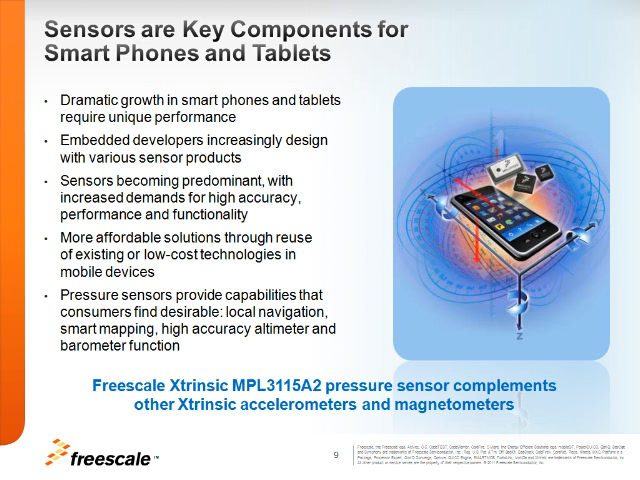 Sensors are Key Components for
Smart Phones and Tablets
• Dramatic growth in smart phones and tablets
require unique performance
• Embedded developers increasingly design
with various sensor products
• Sensors becoming predominant, with
increased demands for high accuracy,
performance and functionality
• More affordable solutions through reuse
of existing or low-cost technologies in
mobile devices
• Pressure sensors provide capabilities that
consumers find desirable: local navigation,
smart mapping, high accuracy altimeter and
barometer function
Z
Freescale Xtrinsic MPL3115A2 pressure sensor complements
other Xtrinsic accelerometers and magnetometers
freescale ™
9